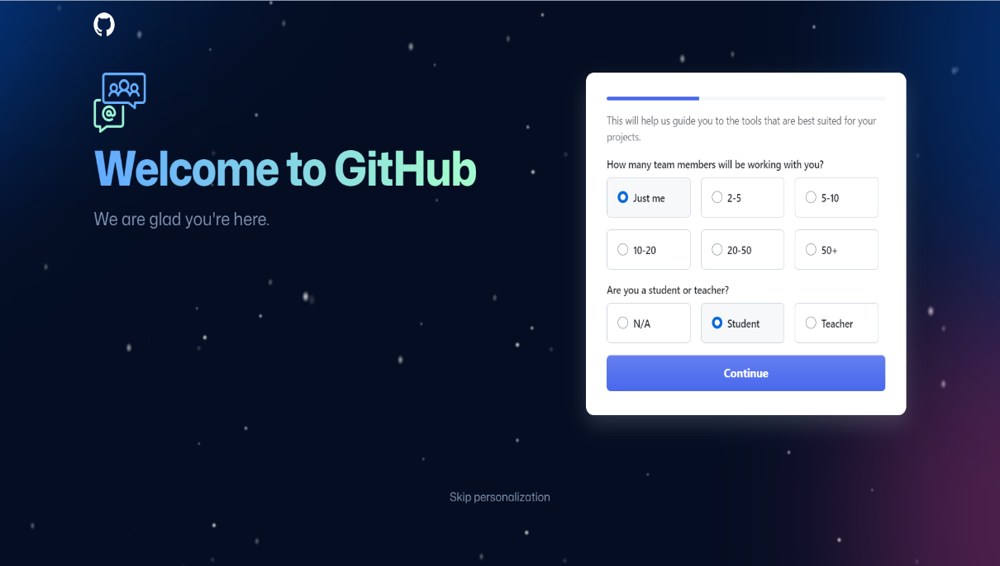 @
Welcome to GitHub
We are glad you're here.
This will help us guide you to the tools that are best suited for your
projects.
How many team members will be working with you?
Just me
2-5
5-10
10-20
20-50
50+
Are you a student or teacher?
N/A
Student
Teacher
Continue
Skip personalization